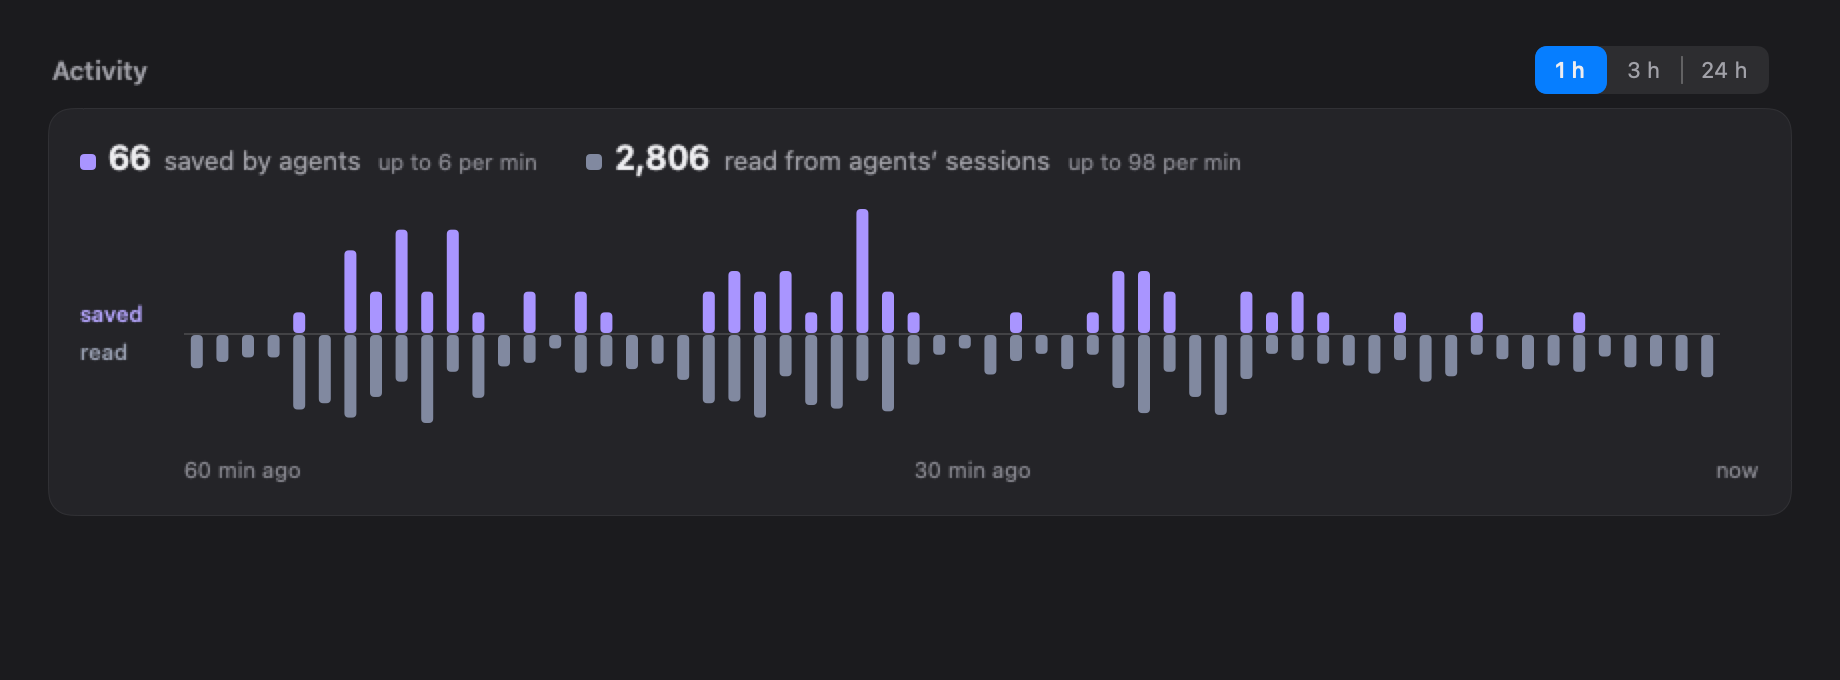 Activity
1 h 3 h 24 h
66 saved by agents up to 6 per min
2,806 read from agents’ sessions up to 98 per min
saved
read
60 min ago 30 min ago now